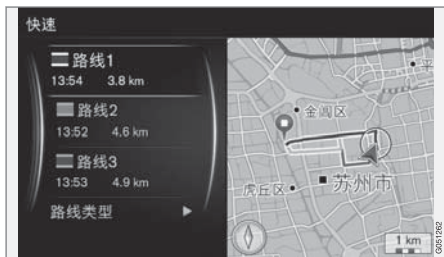 快速
路线1
13:54 3.8 km
路线2
13:52 4.6 km
路线3
13:53 4.9 km
路线类型
平
金阊区
虎丘区
苏州市
1 km
G051262